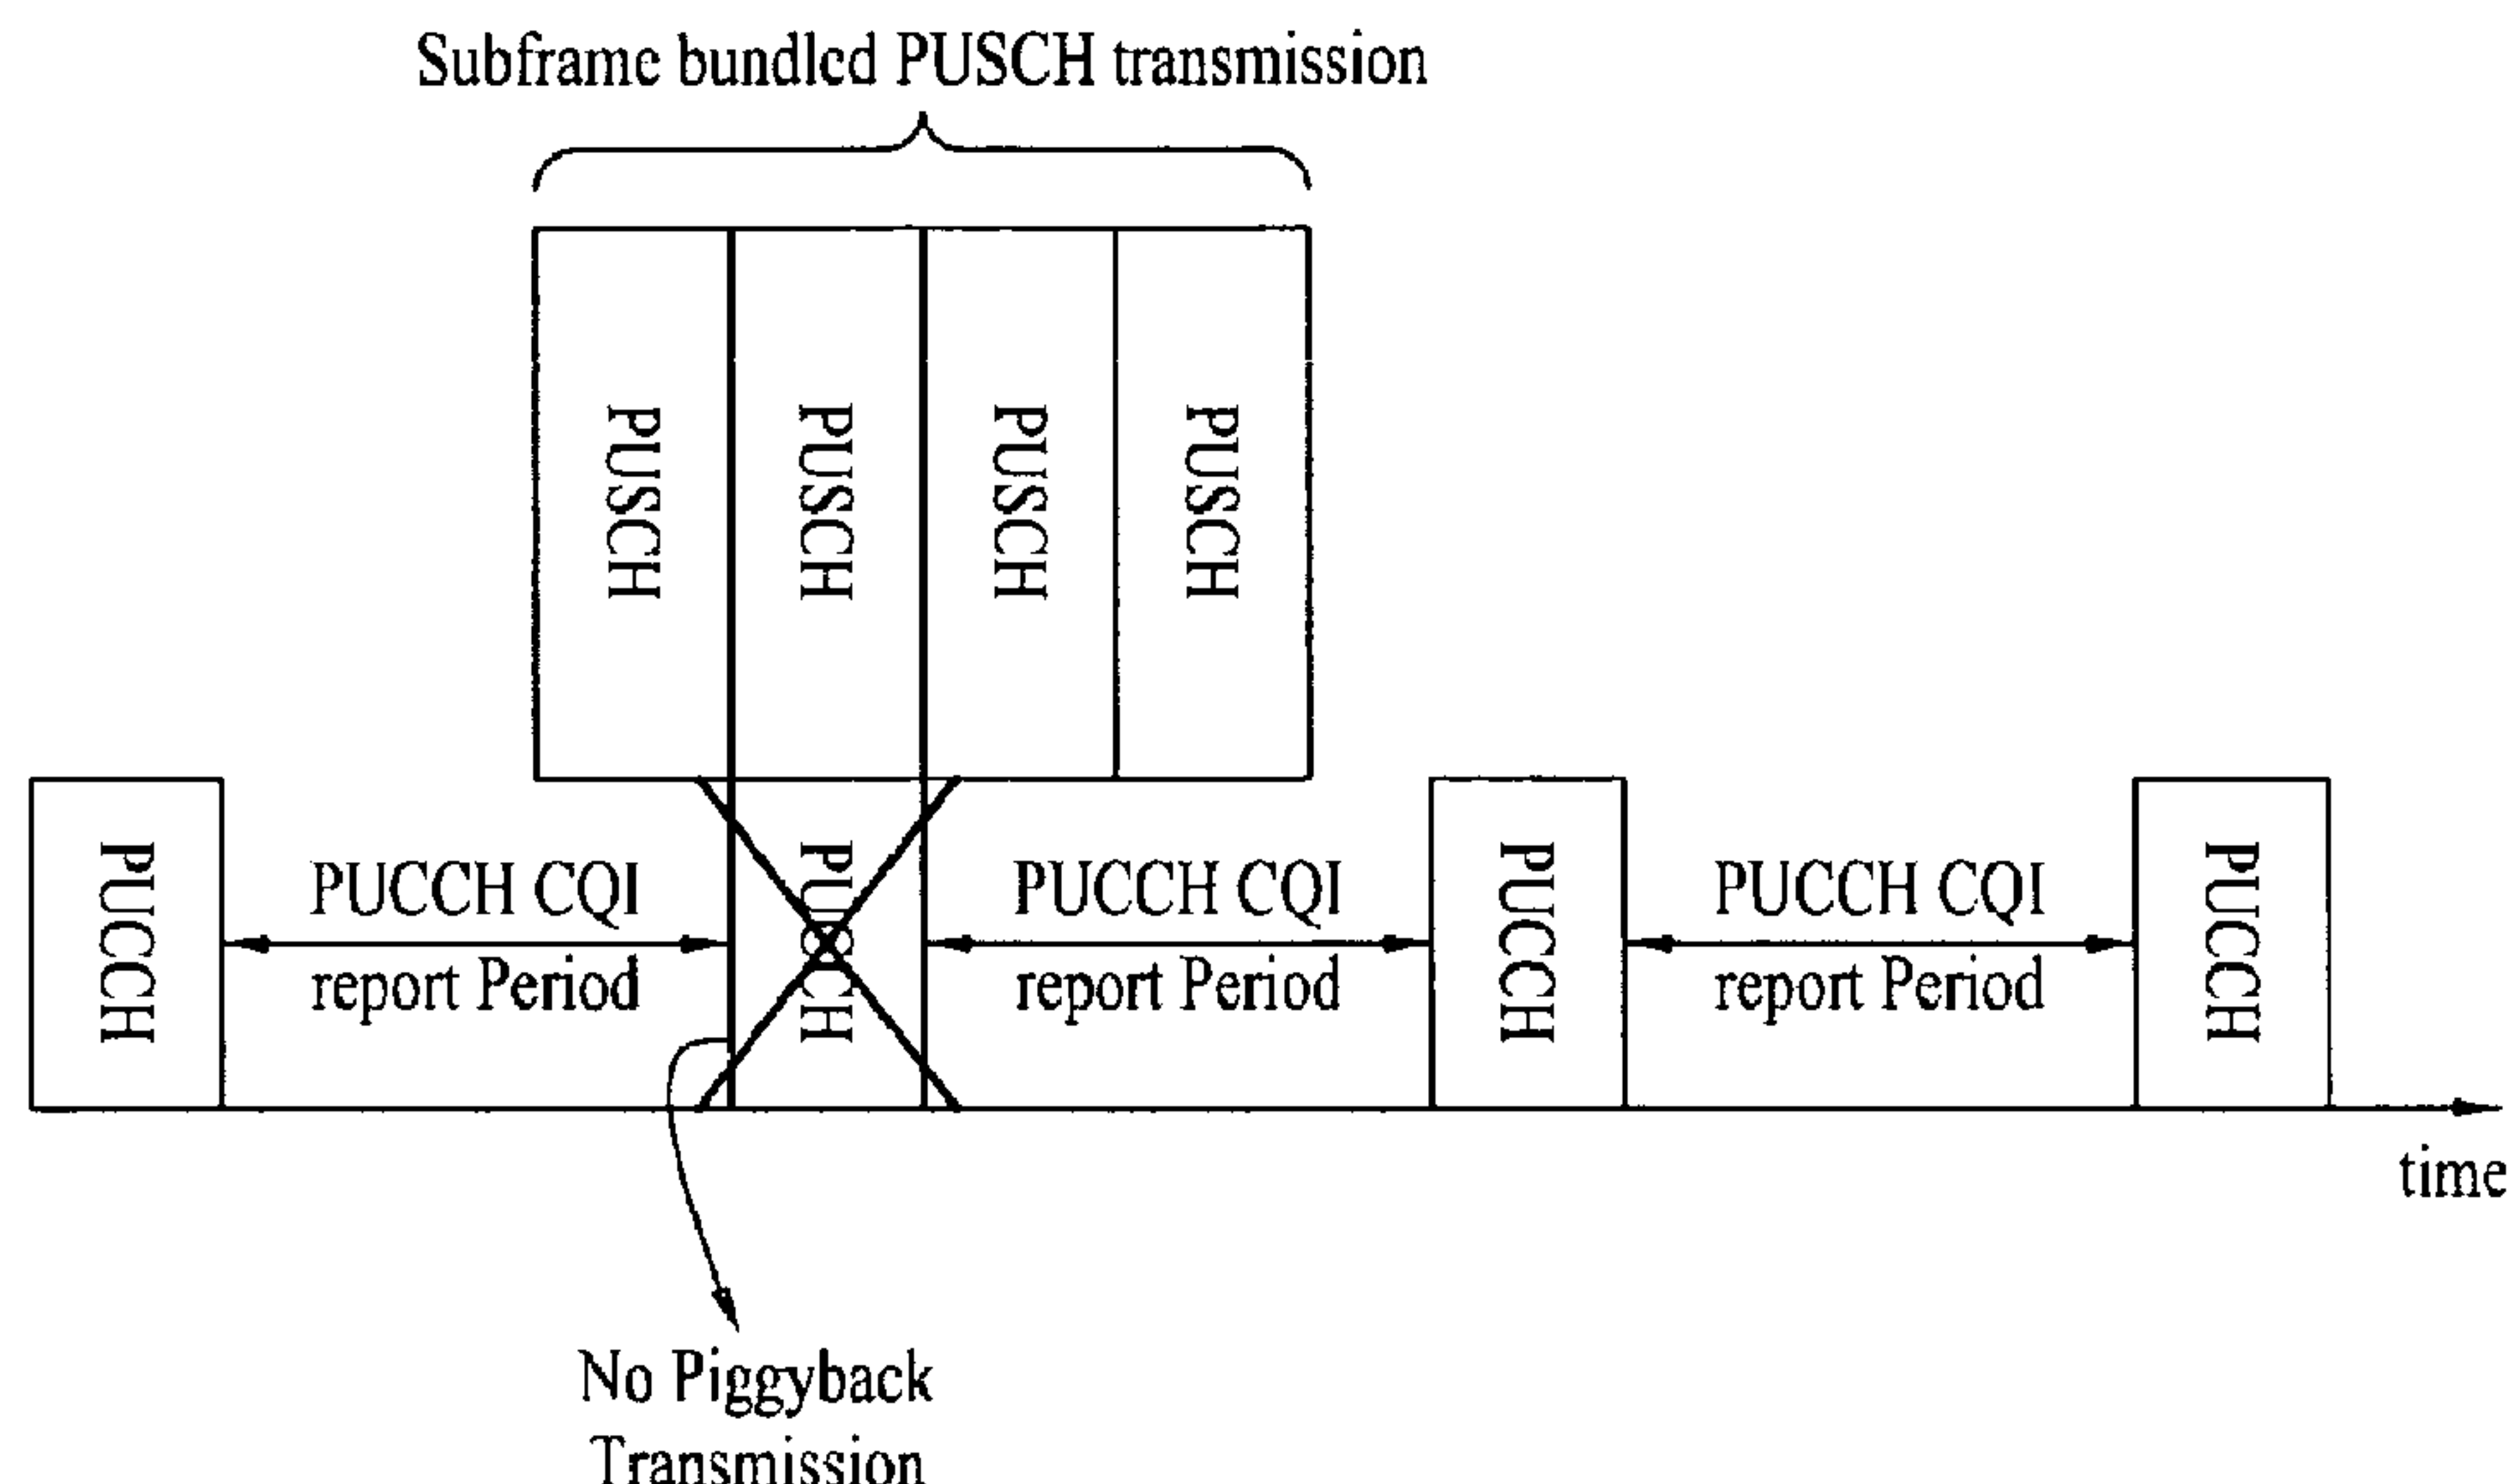 Subframe bundled PUSCH transmission
PUSCH
PUSCH
PUSCH
PUSCH
PUCCH
PUCCH CQI
report Period
PUCCH
PUCCH CQI
report Period
PUCCH
PUCCH CQI
report Period
PUCCH
time
No Piggyback
Transmission